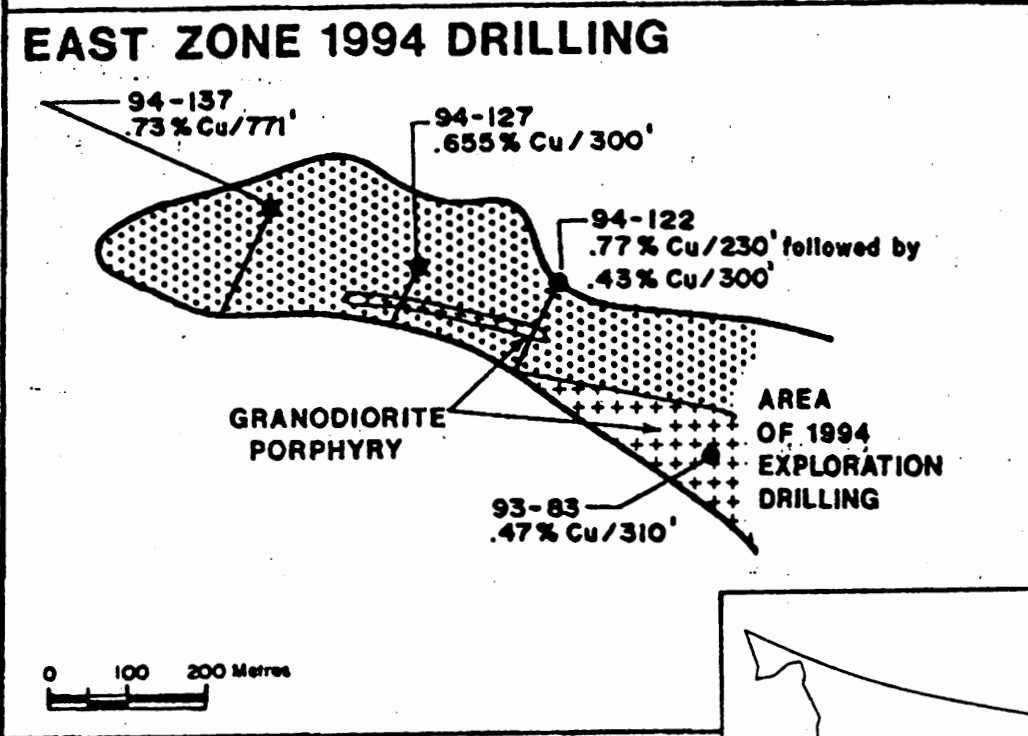 EAST ZONE 1994 DRILLING
94-137
.73% Cu/771'
94-127
.655% Cu/300'
94-122
.77% Cu/230' followed by
.43% Cu/300'
GRANODIORITE
PORPHYRY
AREA
OF 1994
EXPLORATION
DRILLING
93-83
.47% Cu/310'
0 100 200 Metres